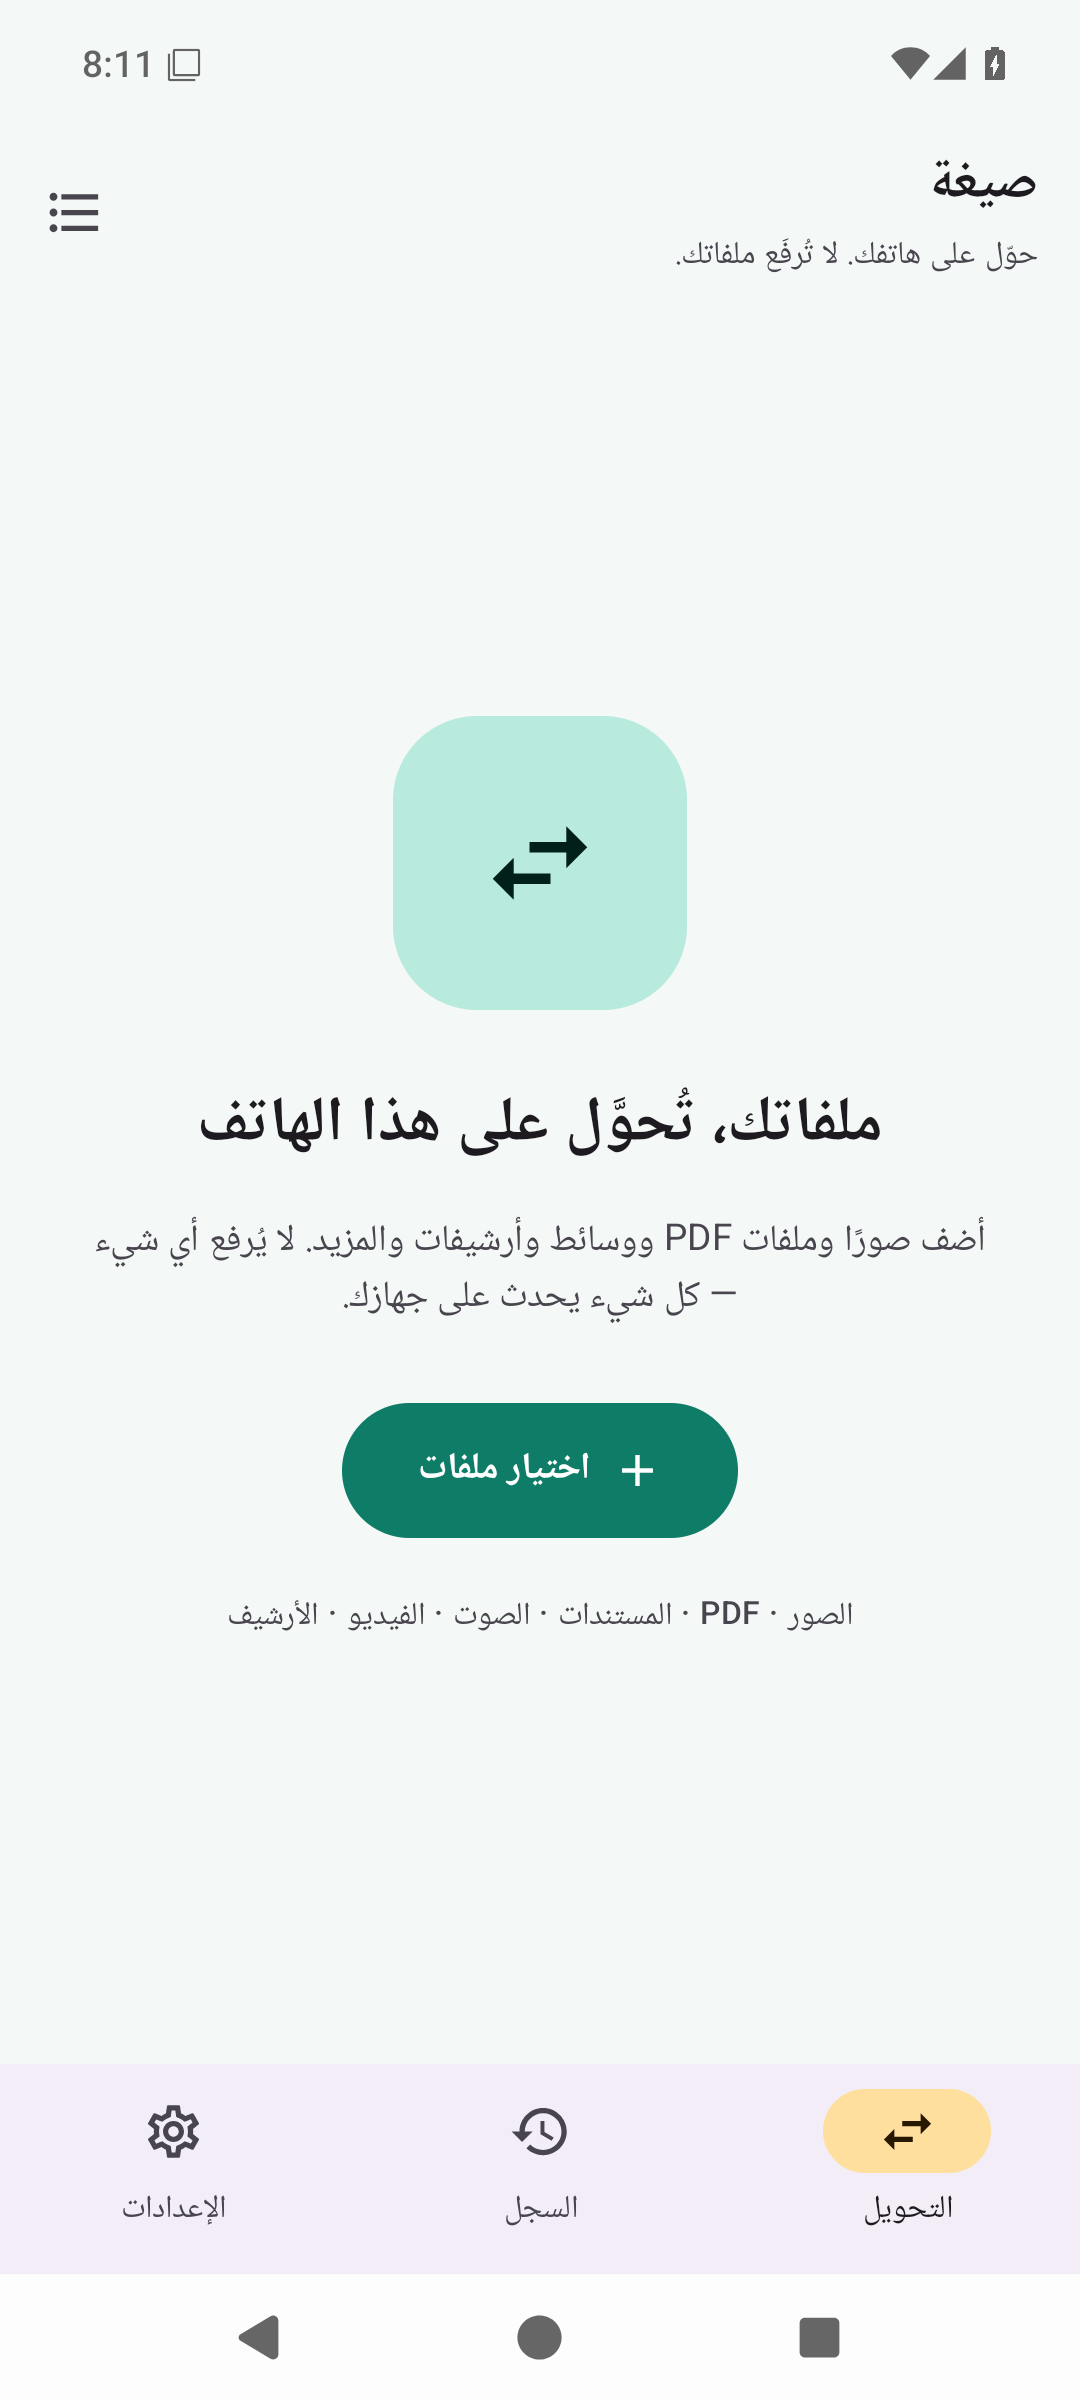 8:11
صيغة
حوّل على هاتفك. لا تُرفَع ملفاتك.
ملفاتك، تُحوَّل على هذا الهاتف
أضف صورًا وملفات PDF ووسائط وأرشيفات والمزيد. لا يُرفع أي شيء
— كل شيء يحدث على جهازك.
اختيار ملفات
الصور · PDF · المستندات · الصوت · الفيديو · الأرشيف
التحويل
السجل
الإعدادات